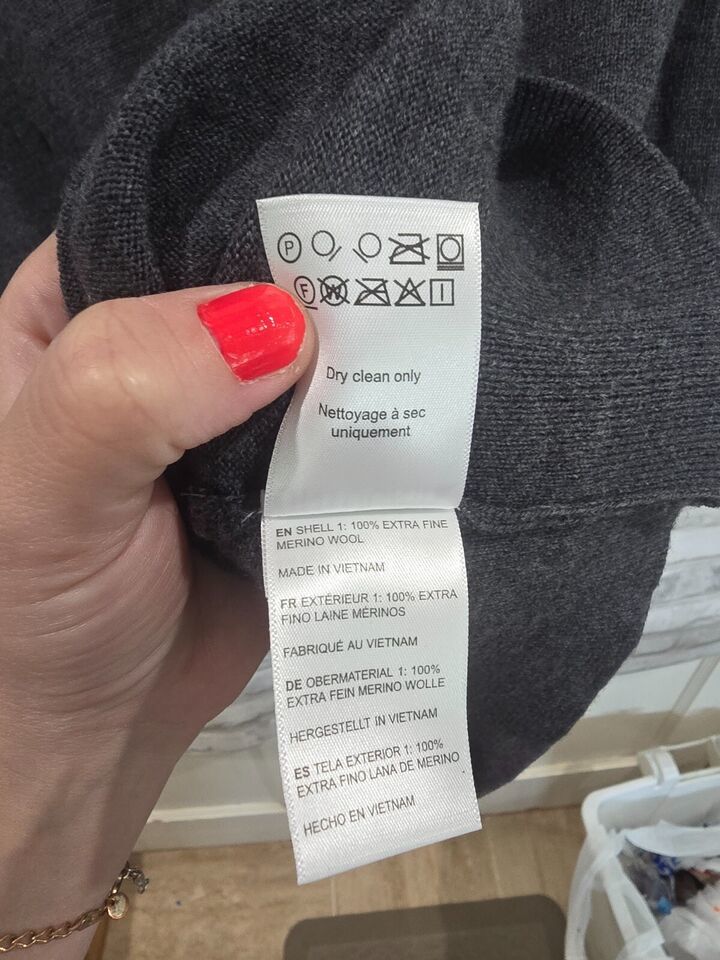 P
F W
Dry clean only
Nettoyage à sec
uniquement
EN SHELL 1: 100% EXTRA FINE
MERINO WOOL
MADE IN VIETNAM
FR EXTÉRIEUR 1: 100% EXTRA
FINO LAINE MÉRINOS
FABRIQUÉ AU VIETNAM
DE OBERMATERIAL 1: 100%
EXTRA FEIN MERINO WOLLE
HERGESTELLT IN VIETNAM
ES TELA EXTERIOR 1: 100%
EXTRA FINO LANA DE MERINO
HECHO EN VIETNAM